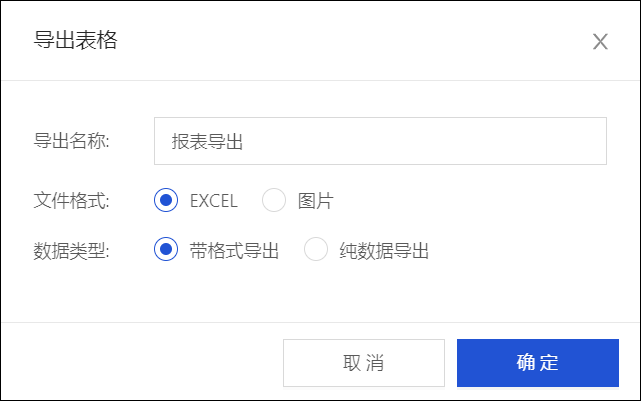 导出表格
导出名称: 报表导出
文件格式: EXCEL 图片
数据类型: 带格式导出 纯数据导出
取 消 确 定